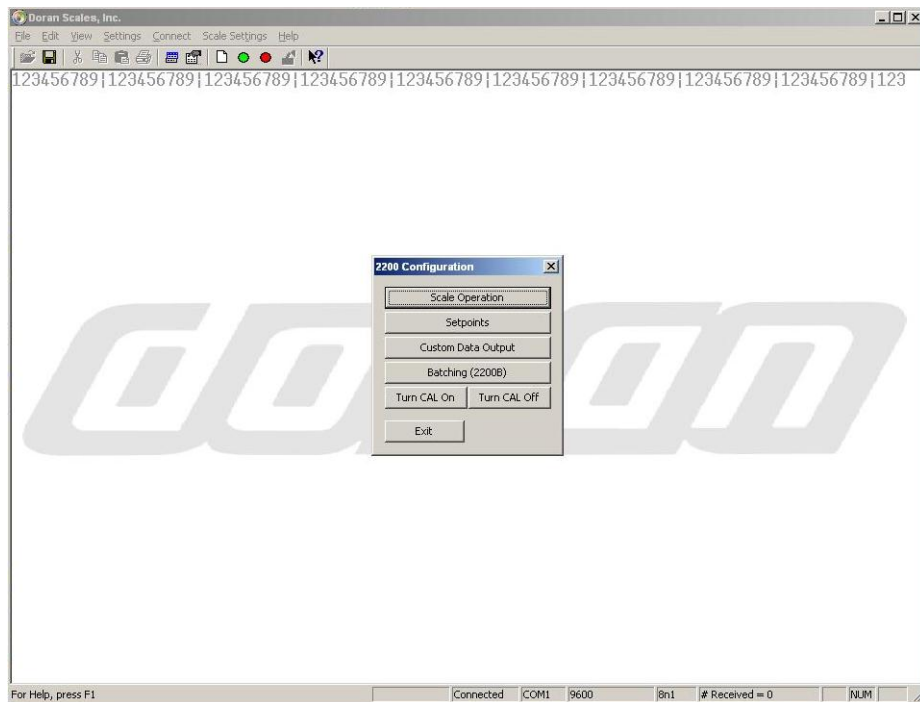 Doran Scales, Inc.
File Edit View Settings Connect Scale Settings Help
123456789¦123456789¦123456789¦123456789¦123456789¦123456789¦123456789¦123456789¦123456789¦123
2200 Configuration
Scale Operation
Setpoints
Custom Data Output
Batching (2200B)
Turn CAL On Turn CAL Off
Exit
doran
For Help, press F1 Connected COM1 9600 8n1 # Received = 0 NUM